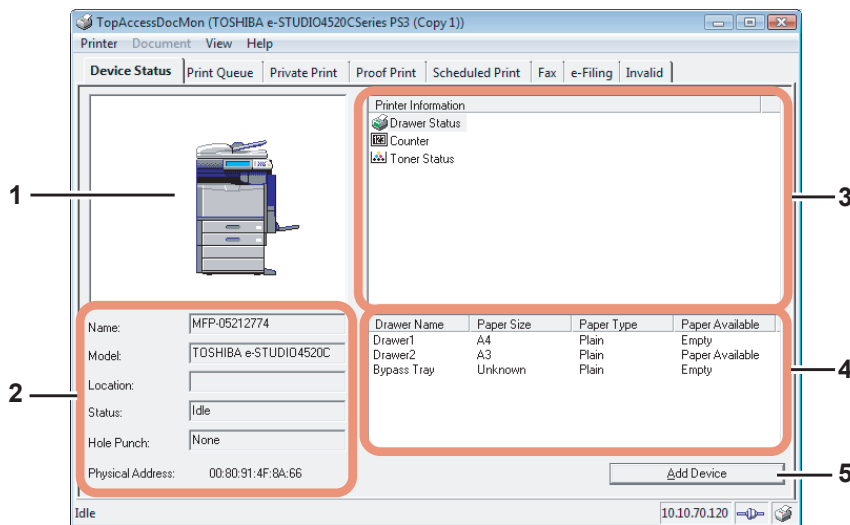 TopAccessDocMon (TOSHIBA e-STUDIO4520CSeries PS3 (Copy 1))
Printer Document View Help
Device Status Print Queue Private Print Proof Print Scheduled Print Fax e-Filing Invalid
1
Printer Information
Drawer Status
Counter
Toner Status
3
2
Name: MFP-05212774
Model: TOSHIBA e-STUDIO4520C
Location:
Status: Idle
Hole Punch: None
Physical Address: 00:80:91:4F:8A:66
Drawer Name Paper Size Paper Type Paper Available
Drawer1 A4 Plain Empty
Drawer2 A3 Plain Paper Available
Bypass Tray Unknown Plain Empty
4
Add Device
5
Idle
10.10.70.120